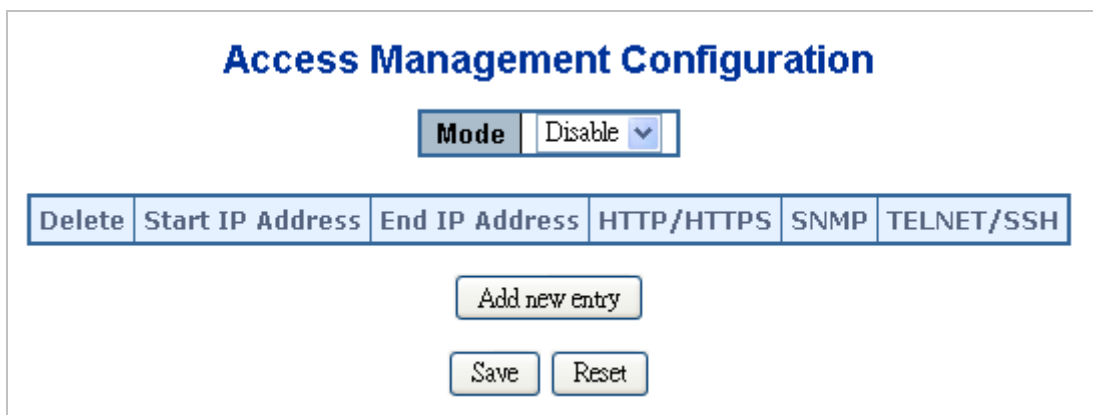 Access Management Configuration
Mode Disable
Delete Start IP Address End IP Address HTTP/HTTPS SNMP TELNET/SSH
Add new entry
Save Reset